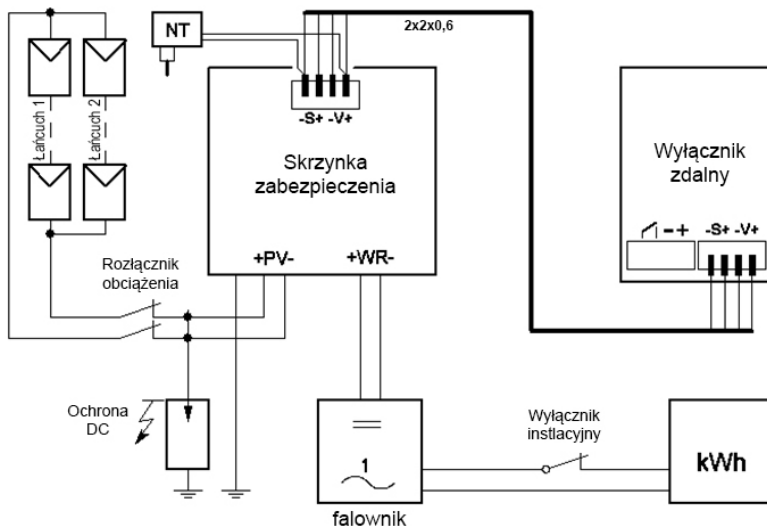 NT
2x2x0,6
Łańcuch 1
Łańcuch 2
-S+ -V+
Skrzynka
zabezpieczenia
Wyłącznik
zdalny
- + -S+ -V+
+PV- +WR-
Rozłącznik
obciążenia
Ochrona
DC
1
falownik
Wyłącznik
instlacyjny
kWh